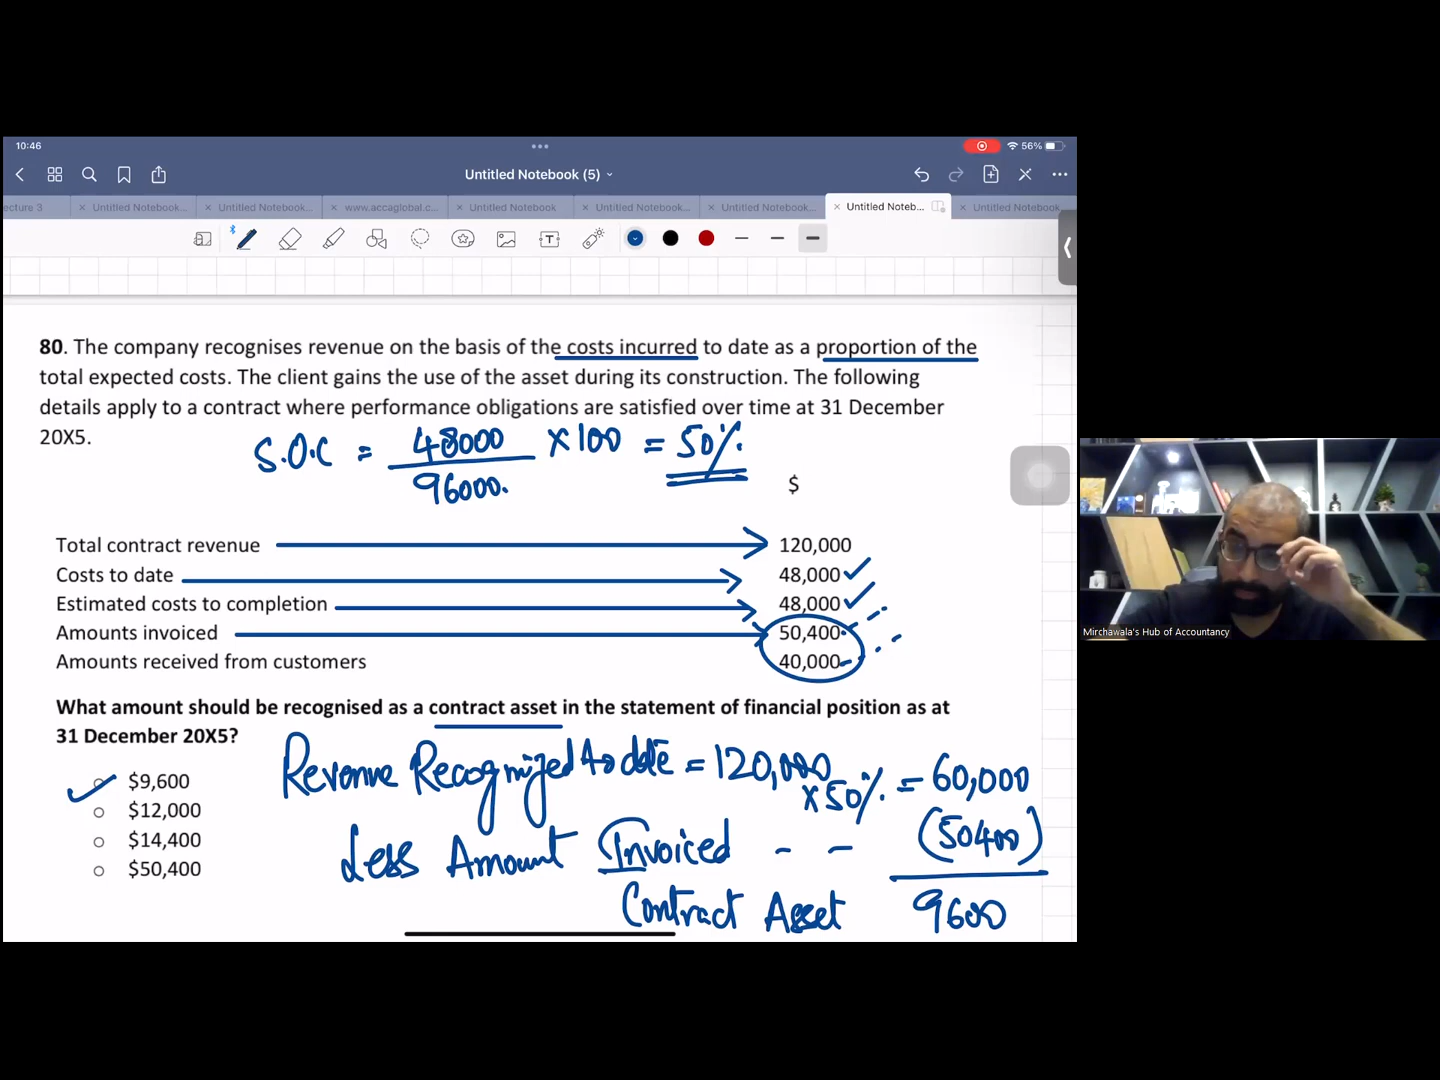 10:46
56%
Untitled Notebook (5)
ecture 3
Untitled Notebook...
Untitled Notebook...
www.accaglobal.c...
Untitled Notebook
Untitled Notebook...
Untitled Notebook...
Untitled Noteb...
Untitled Notebook...
80. The company recognises revenue on the basis of the costs incurred to date as a proportion of the
total expected costs. The client gains the use of the asset during its construction. The following
details apply to a contract where performance obligations are satisfied over time at 31 December
20X5.
S.O.C = 48000 / 96000. x 100 = 50%
$
Total contract revenue 120,000
Costs to date 48,000
Estimated costs to completion 48,000
Amounts invoiced 50,400
Amounts received from customers 40,000
What amount should be recognised as a contract asset in the statement of financial position as at
31 December 20X5?
$9,600
$12,000
$14,400
$50,400
Revenue Recognized to date = 120,000 x 50% = 60,000
Less Amount Invoiced - - (50400)
Contract Asset 9600
Mirchawala's Hub of Accountancy